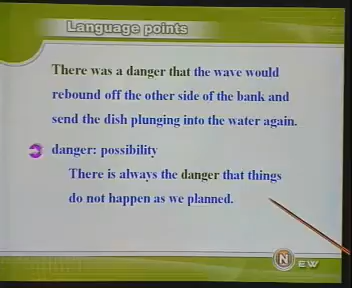 Language points
There was a danger that the wave would
rebound off the other side of the bank and
send the dish plunging into the water again.
danger: possibility
There is always the danger that things
do not happen as we planned.
N EW